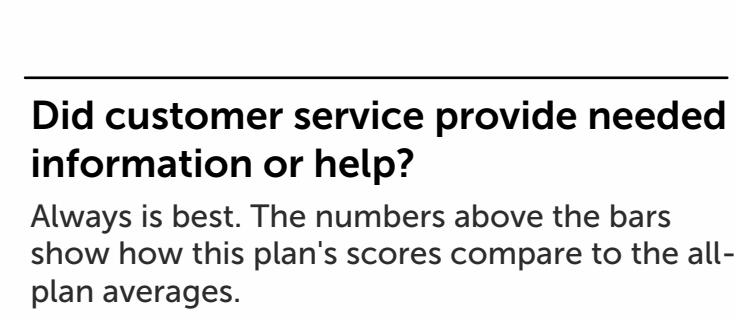 Did customer service provide needed
information or help?
Always is best. The numbers above the bars
show how this plan's scores compare to the all-
plan averages.